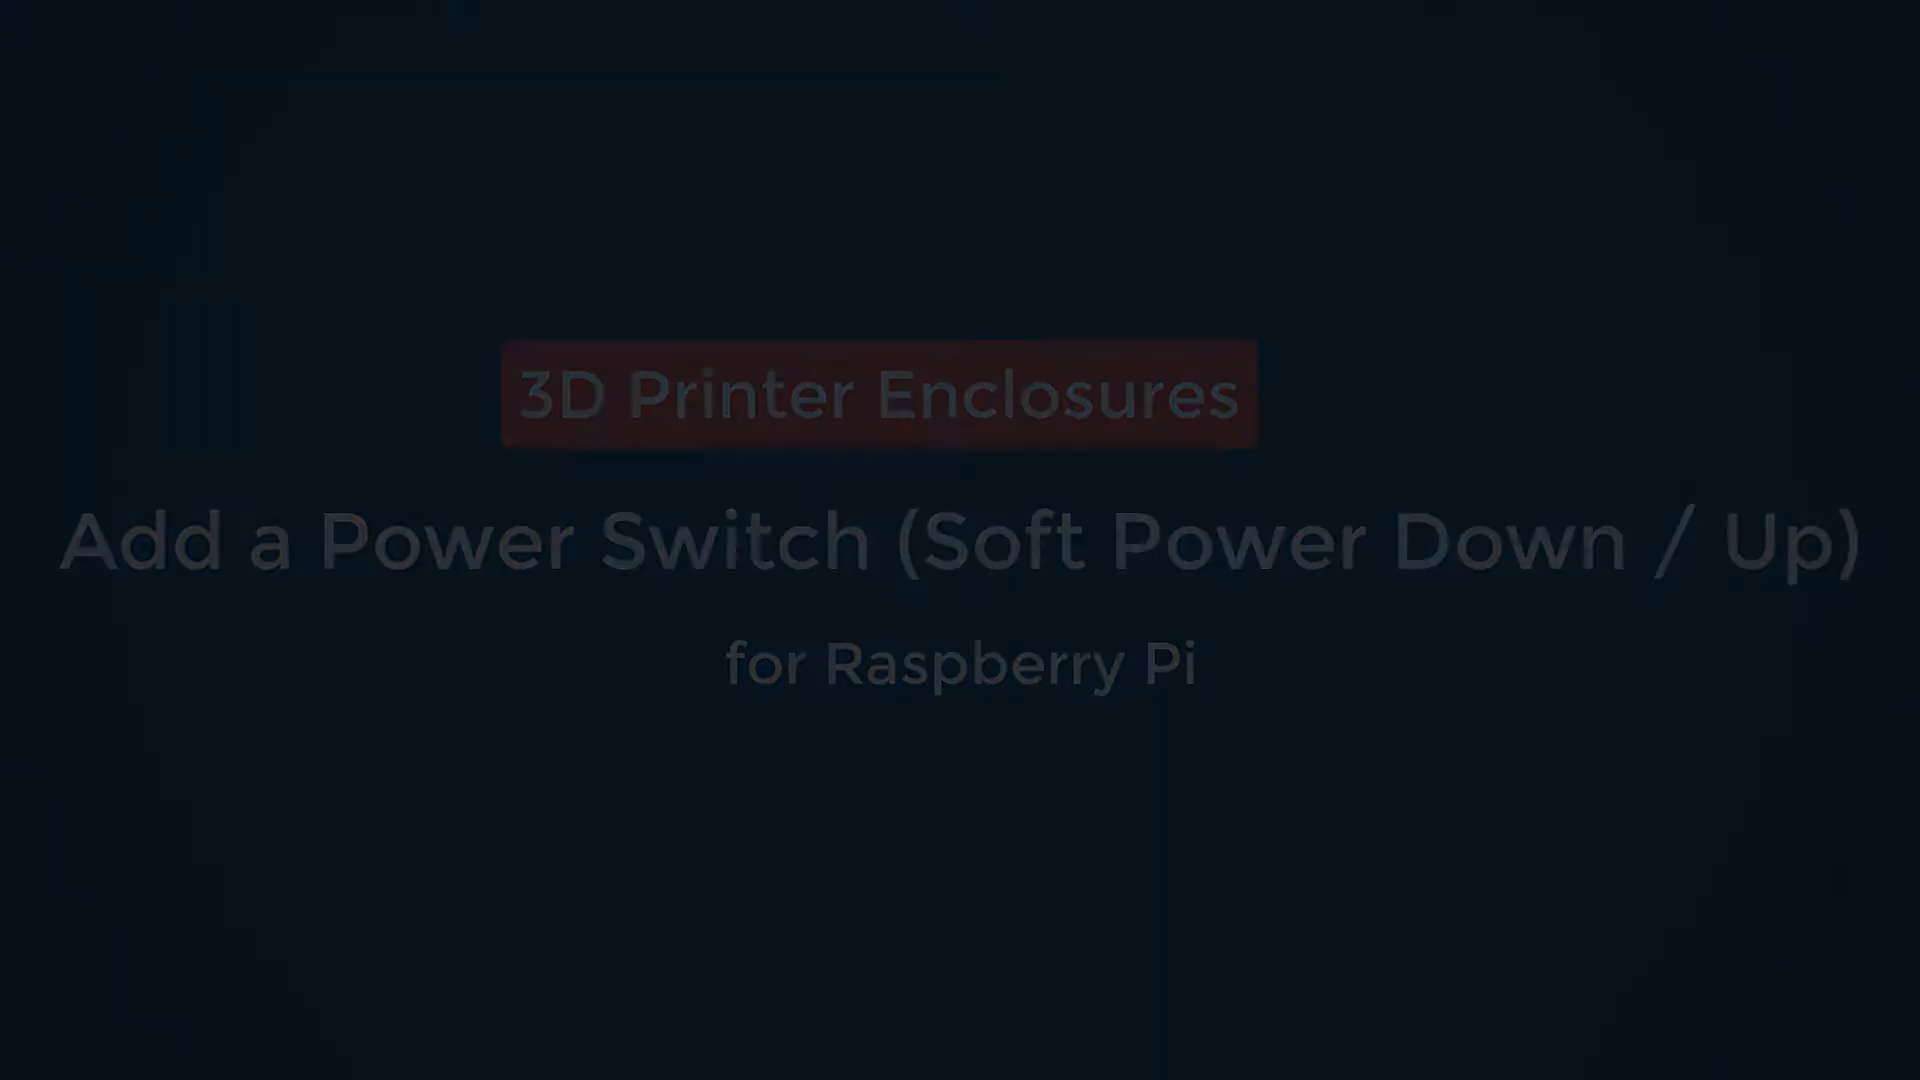 3D Printer Enclosures
Add a Power Switch (Soft Power Down / Up)
for Raspberry Pi